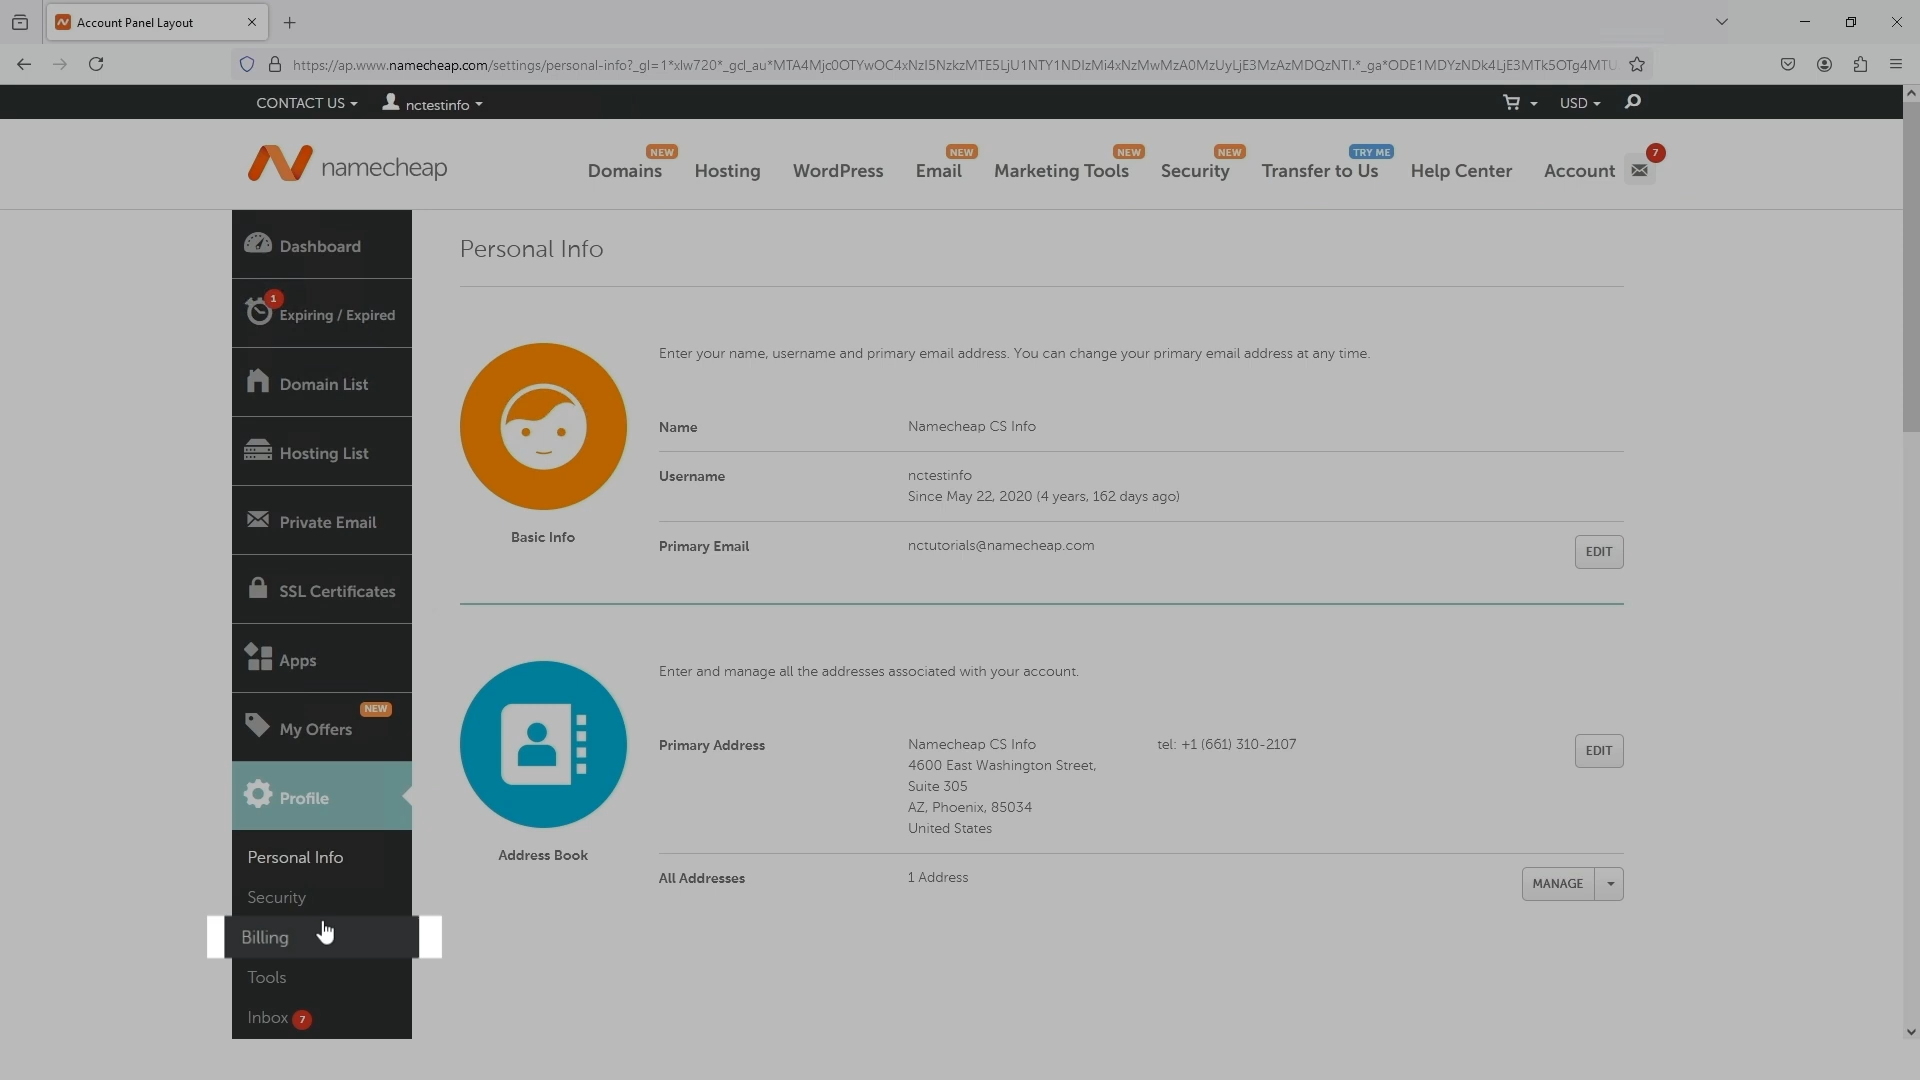 Account Panel Layout
https://ap.www.namecheap.com/settings/personal-info?_gl=1*xlw720*_gcl_au*MTA4Mjc0OTYwOC4xNzI5NzkzMTE5LjU1NTY1NDIzMi4xNzMwMzA0MzUyLjE3MzAzMDQzNTI.*_ga*ODE1MDYzNDk4LjE3MTk5OTg4MTU
CONTACT US nctestinfo USD
NEW NEW NEW NEW TRY ME 7
namecheap Domains Hosting WordPress Email Marketing Tools Security Transfer to Us Help Center Account
Dashboard
1
Expiring / Expired
Domain List
Hosting List
Private Email
SSL Certificates
Apps
NEW
My Offers
Profile
Personal Info
Security
Billing
Tools
Inbox 7
Personal Info
Enter your name, username and primary email address. You can change your primary email address at any time.
Basic Info
Name Namecheap CS Info
Username nctestinfo
Since May 22, 2020 (4 years, 162 days ago)
Primary Email nctutorials@namecheap.com EDIT
Enter and manage all the addresses associated with your account.
Address Book
Primary Address Namecheap CS Info tel: +1 (661) 310-2107 EDIT
4600 East Washington Street,
Suite 305
AZ, Phoenix, 85034
United States
All Addresses 1 Address MANAGE